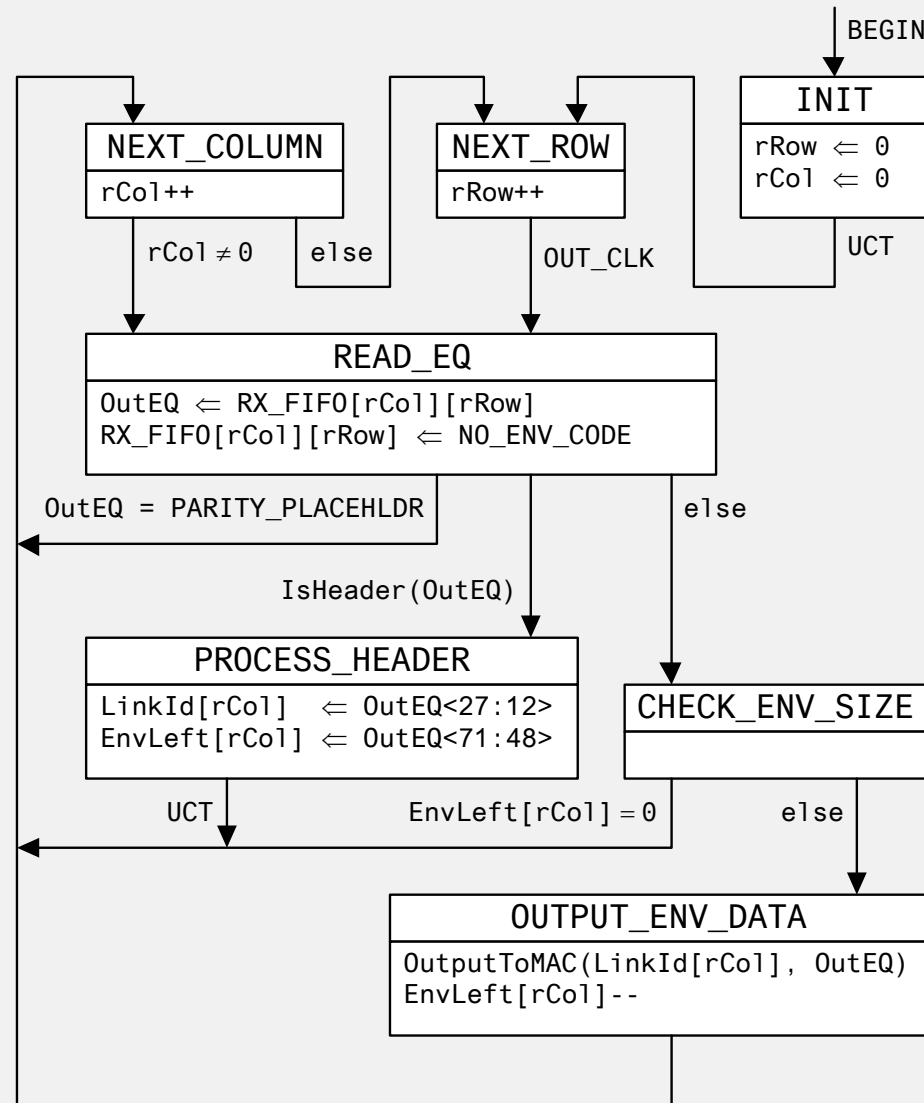 BEGIN
INIT
rRow ⇐ 0
rCol ⇐ 0
UCT
NEXT_COLUMN
rCol++
rCol ≠ 0
else
NEXT_ROW
rRow++
OUT_CLK
READ_EQ
OutEQ ⇐ RX_FIFO[rCol][rRow]
RX_FIFO[rCol][rRow] ⇐ NO_ENV_CODE
OutEQ = PARITY_PLACEHLDR
IsHeader(OutEQ)
else
PROCESS_HEADER
LinkId[rCol] ⇐ OutEQ<27:12>
EnvLeft[rCol] ⇐ OutEQ<71:48>
UCT
CHECK_ENV_SIZE
EnvLeft[rCol] = 0
else
OUTPUT_ENV_DATA
OutputToMAC(LinkId[rCol], OutEQ)
EnvLeft[rCol]--